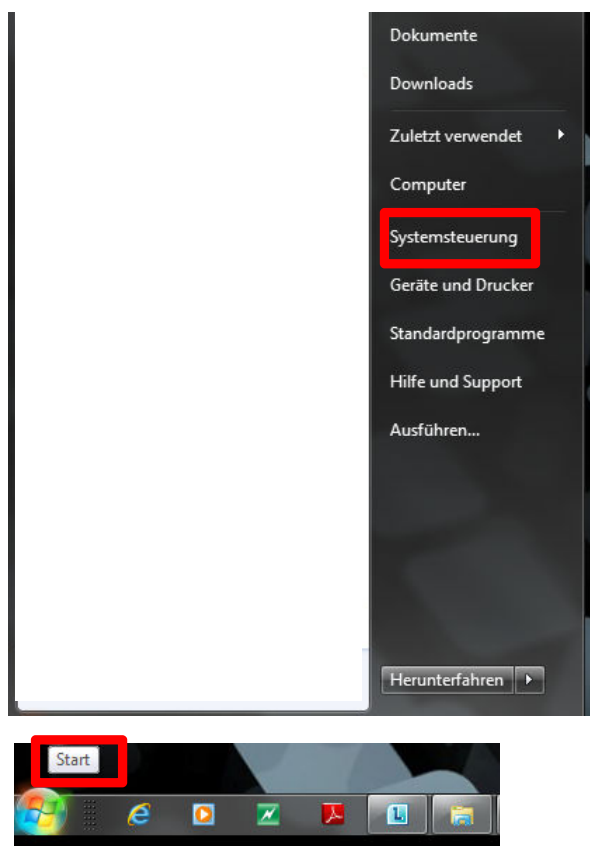 Dokumente
Downloads
Zuletzt verwendet
Computer
Systemsteuerung
Geräte und Drucker
Standardprogramme
Hilfe und Support
Ausführen...
Herunterfahren
Start